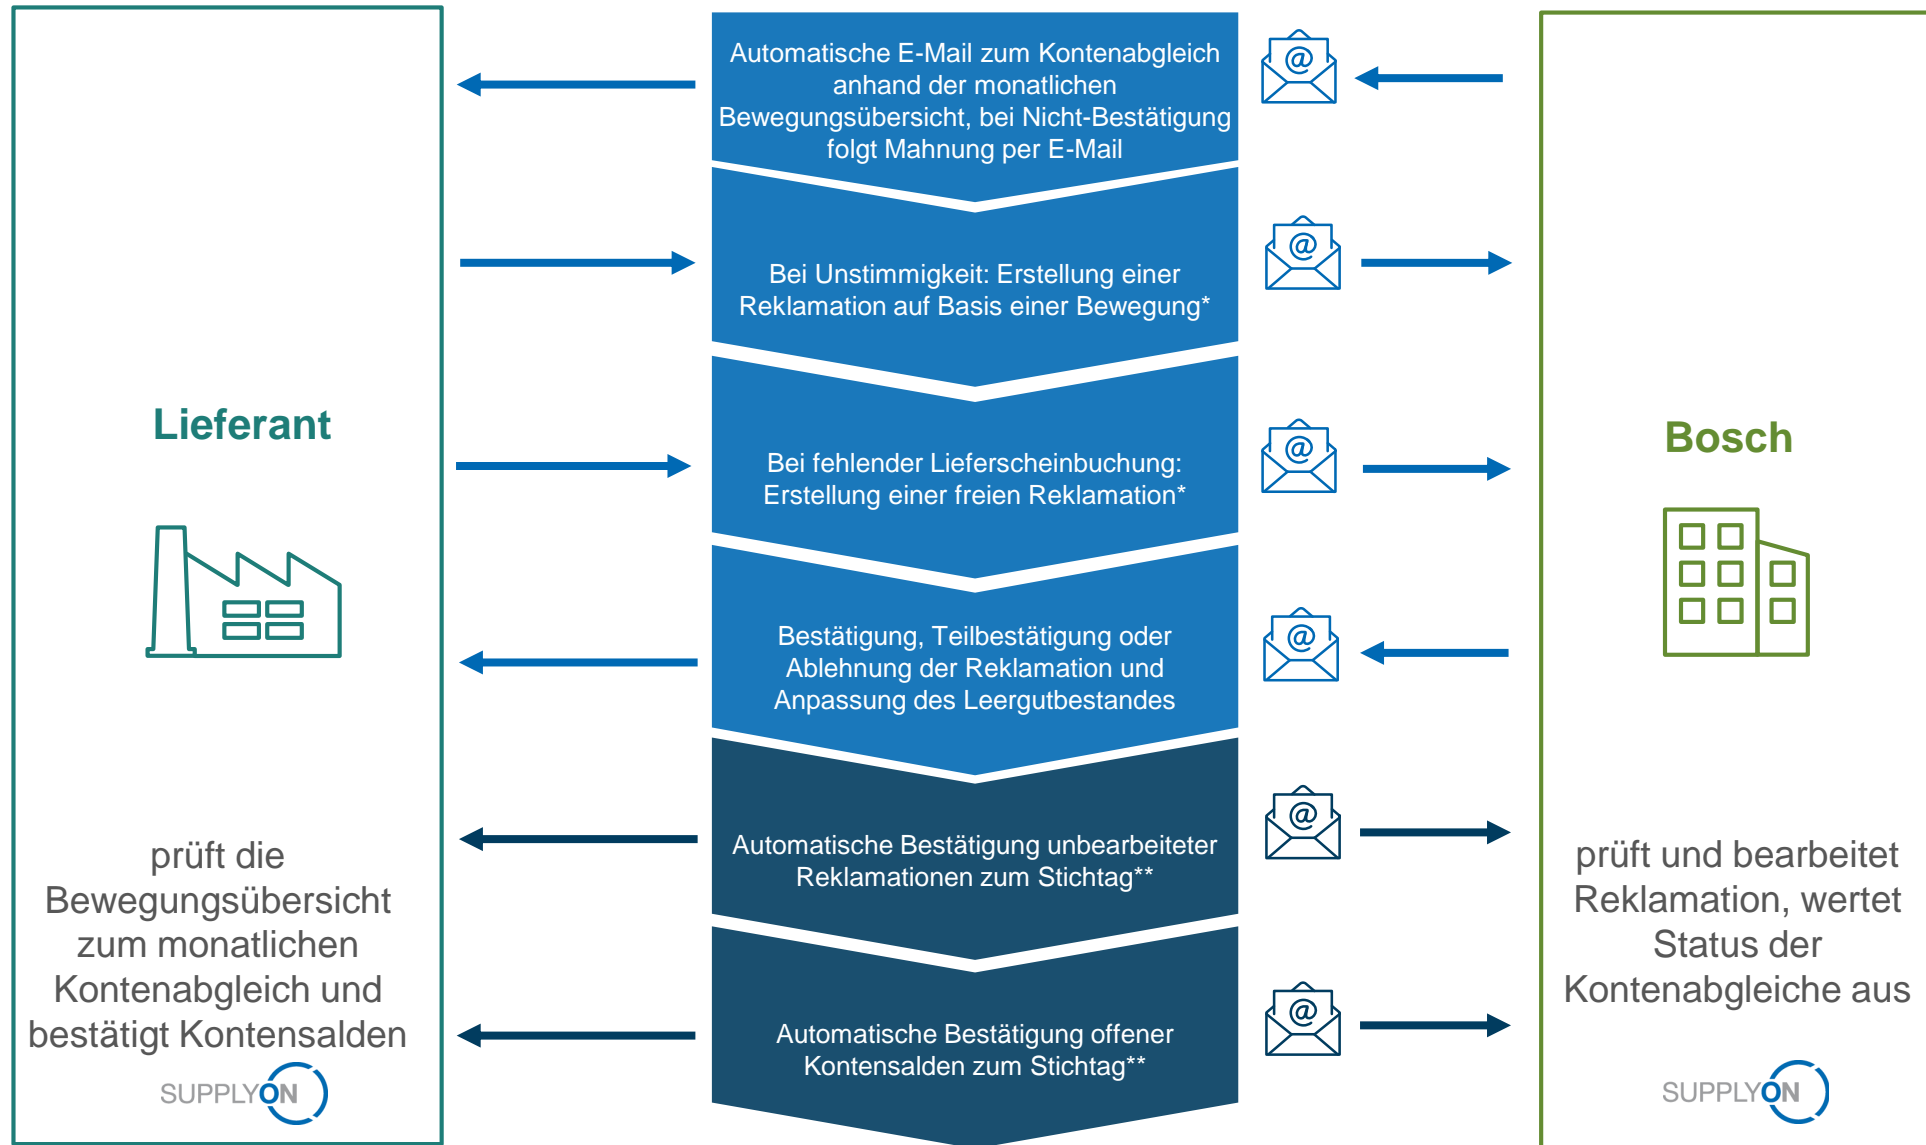 Automatische E-Mail zum Kontenabgleich
anhand der monatlichen
Bewegungsübersicht, bei Nicht-Bestätigung
folgt Mahnung per E-Mail
@
Bei Unstimmigkeit: Erstellung einer
Reklamation auf Basis einer Bewegung*
@
Lieferant
Bei fehlender Lieferscheinbuchung:
Erstellung einer freien Reklamation*
@
Bosch
Bestätigung, Teilbestätigung oder
Ablehnung der Reklamation und
Anpassung des Leergutbestandes
@
Automatische Bestätigung unbearbeiteter
Reklamationen zum Stichtag**
@
prüft die
Bewegungsübersicht
zum monatlichen
Kontenabgleich und
bestätigt Kontensalden
SUPPLYON
Automatische Bestätigung offener
Kontensalden zum Stichtag**
@
prüft und bearbeitet
Reklamation, wertet
Status der
Kontenabgleiche aus
SUPPLYON